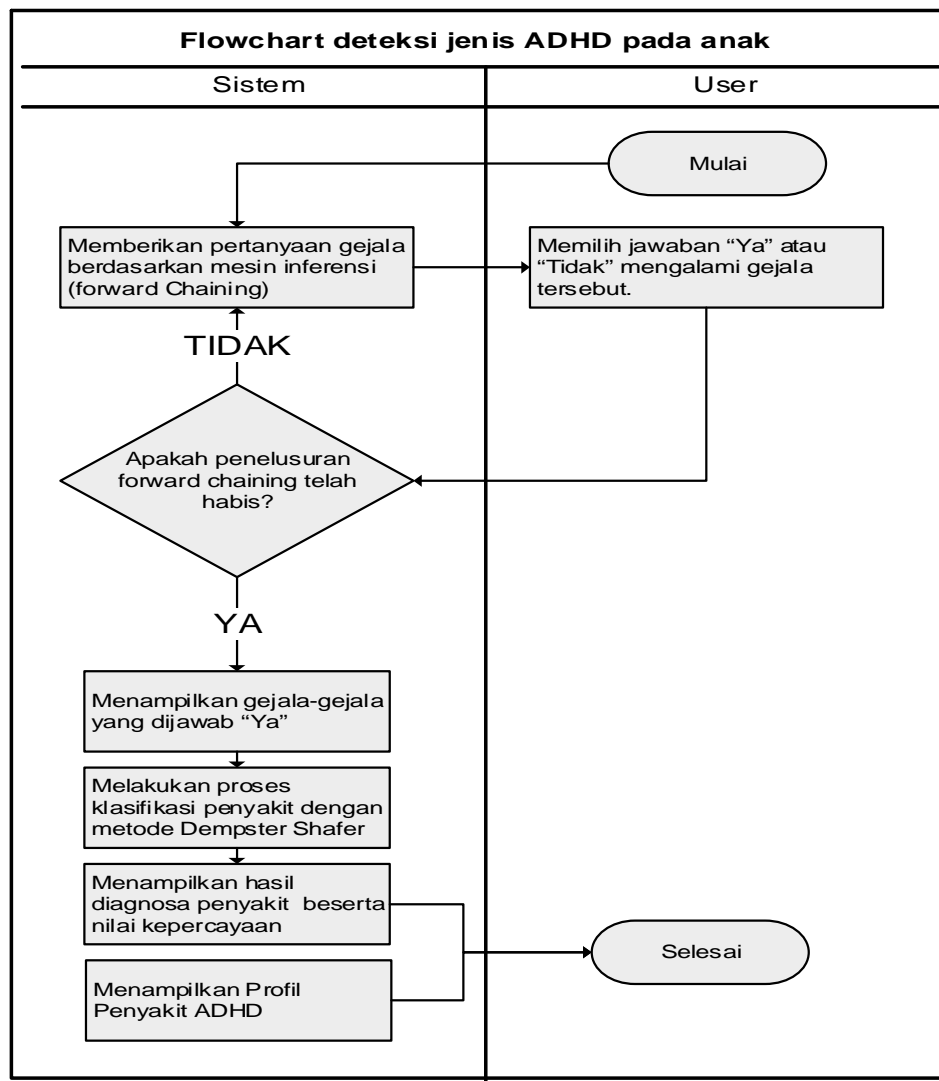 Flowchart deteksi jenis ADHD pada anak
Sistem
User
Mulai
Memberikan pertanyaan gejala
berdasarkan mesin inferensi
(forward Chaining)
Memilih jawaban “Ya” atau
“Tidak” mengalami gejala
tersebut.
TIDAK
Apakah penelusuran
forward chaining telah
habis?
YA
Menampilkan gejala-gejala
yang dijawab “Ya”
Melakukan proses
klasifikasi penyakit dengan
metode Dempster Shafer
Menampilkan hasil
diagnosa penyakit beserta
nilai kepercayaan
Selesai
Menampilkan Profil
Penyakit ADHD